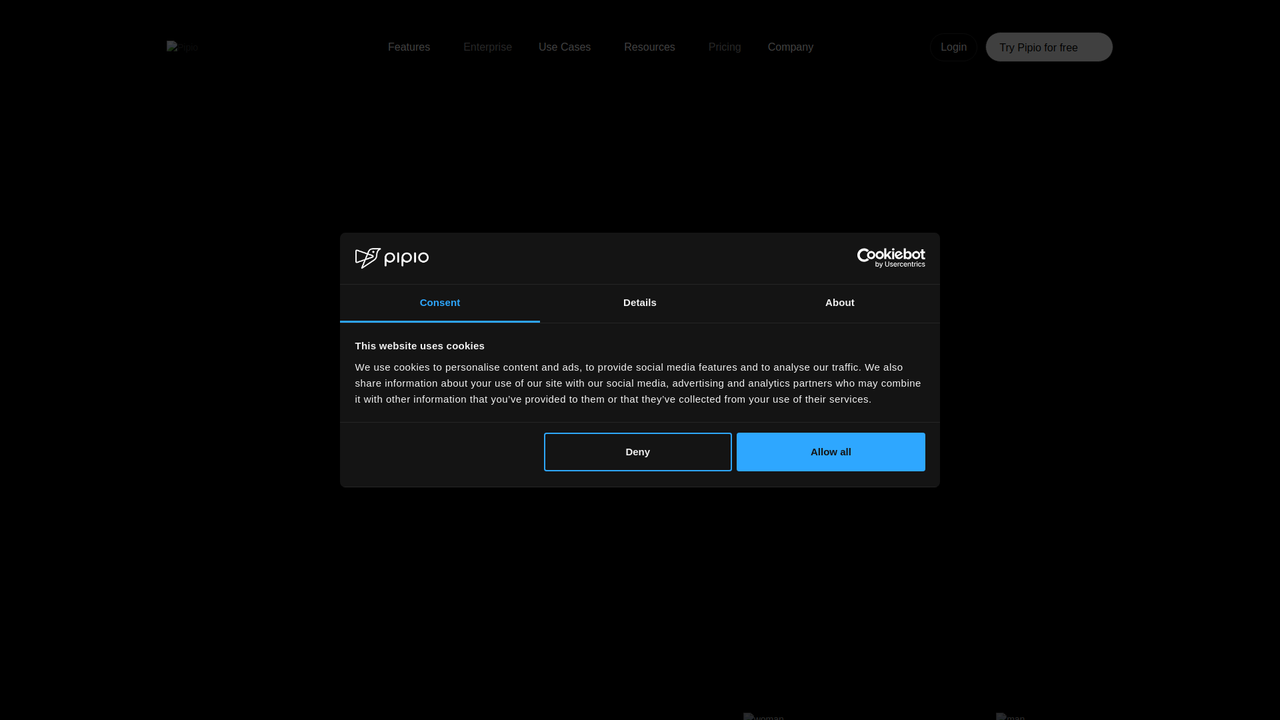 Pipio
Features
Enterprise
Use Cases
Resources
Pricing
Company
Login
Try Pipio for free
pipio
Cookiebot
by Usercentrics
Consent
Details
About
This website uses cookies
We use cookies to personalise content and ads, to provide social media features and to analyse our traffic. We also
share information about your use of our site with our social media, advertising and analytics partners who may combine
it with other information that you’ve provided to them or that they’ve collected from your use of their services.
Deny
Allow all
woman
man